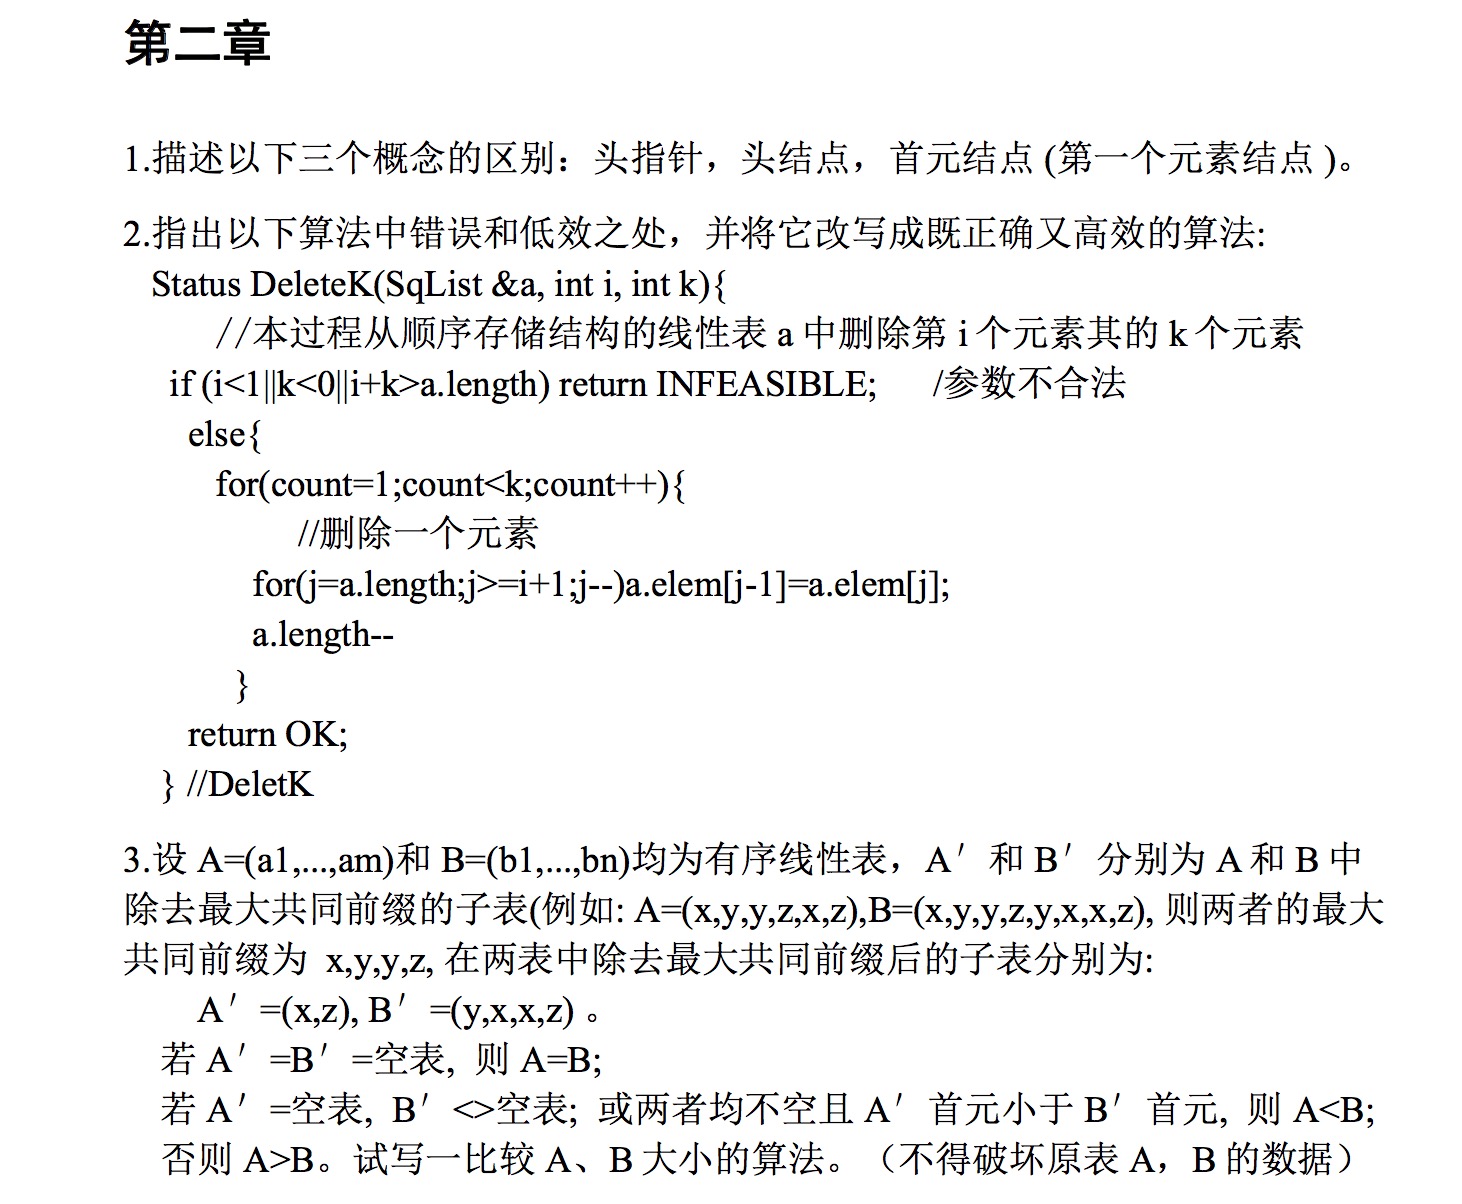 第二章
1.描述以下三个概念的区别：头指针，头结点，首元结点 (第一个元素结点 )。
2.指出以下算法中错误和低效之处，并将它改写成既正确又高效的算法:
Status DeleteK(SqList &a, int i, int k){
//本过程从顺序存储结构的线性表 a 中删除第 i 个元素其的 k 个元素
if (i<1||k<0||i+k>a.length) return INFEASIBLE; /参数不合法
else{
for(count=1;count<k;count++){
//删除一个元素
for(j=a.length;j>=i+1;j--)a.elem[j-1]=a.elem[j];
a.length--
}
return OK;
} //DeletK
3.设 A=(a1,...,am)和 B=(b1,...,bn)均为有序线性表，A′ 和 B′ 分别为 A 和 B 中
除去最大共同前缀的子表(例如: A=(x,y,y,z,x,z),B=(x,y,y,z,y,x,x,z), 则两者的最大
共同前缀为 x,y,y,z, 在两表中除去最大共同前缀后的子表分别为:
A′ =(x,z), B′ =(y,x,x,z) 。
若 A′ =B′ =空表, 则 A=B;
若 A′ =空表, B′ <>空表; 或两者均不空且 A′ 首元小于 B′ 首元, 则 A<B;
否则 A>B。试写一比较 A、B 大小的算法。（不得破坏原表 A，B 的数据）